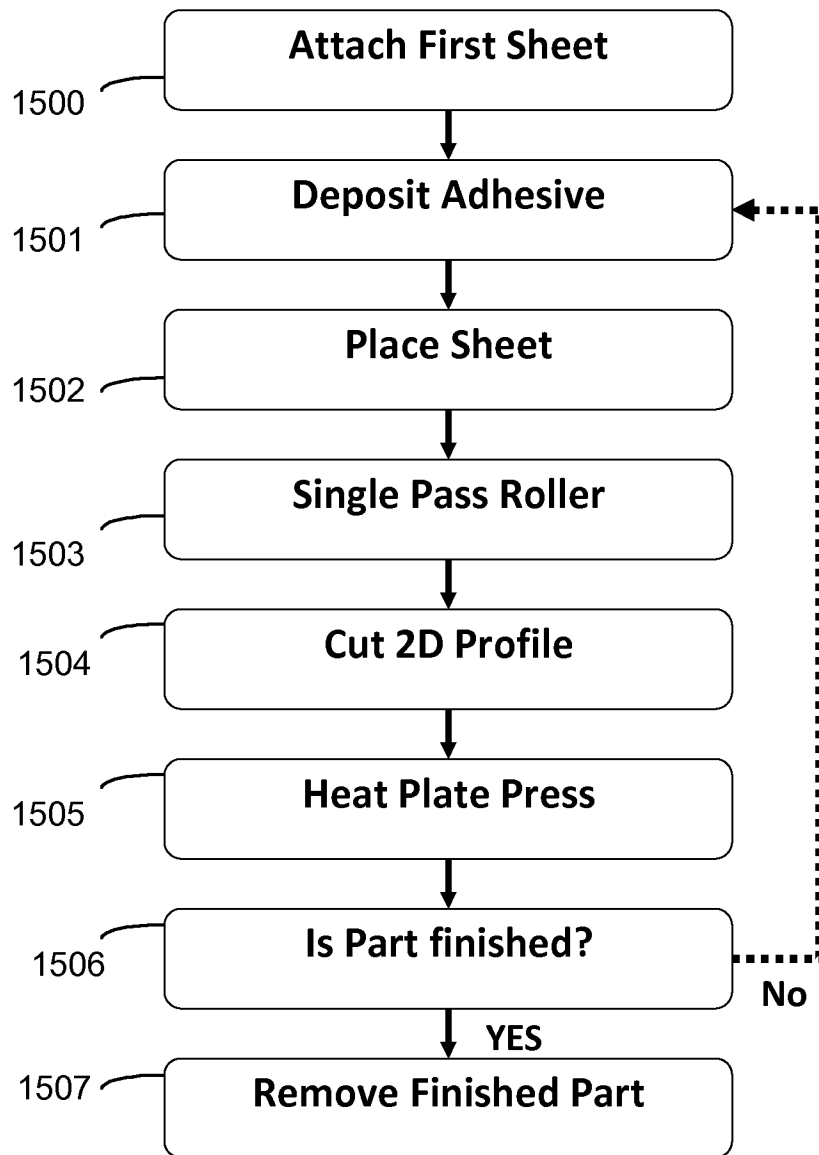 Attach First Sheet
1500
Deposit Adhesive
1501
Place Sheet
1502
Single Pass Roller
1503
Cut 2D Profile
1504
Heat Plate Press
1505
Is Part finished?
1506
No
YES
Remove Finished Part
1507